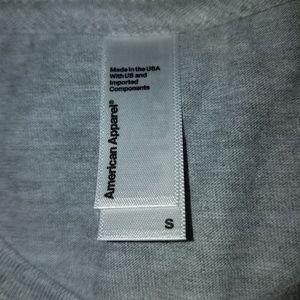 Made in the USA
With US and
Imported
Components
American Apparel®
S